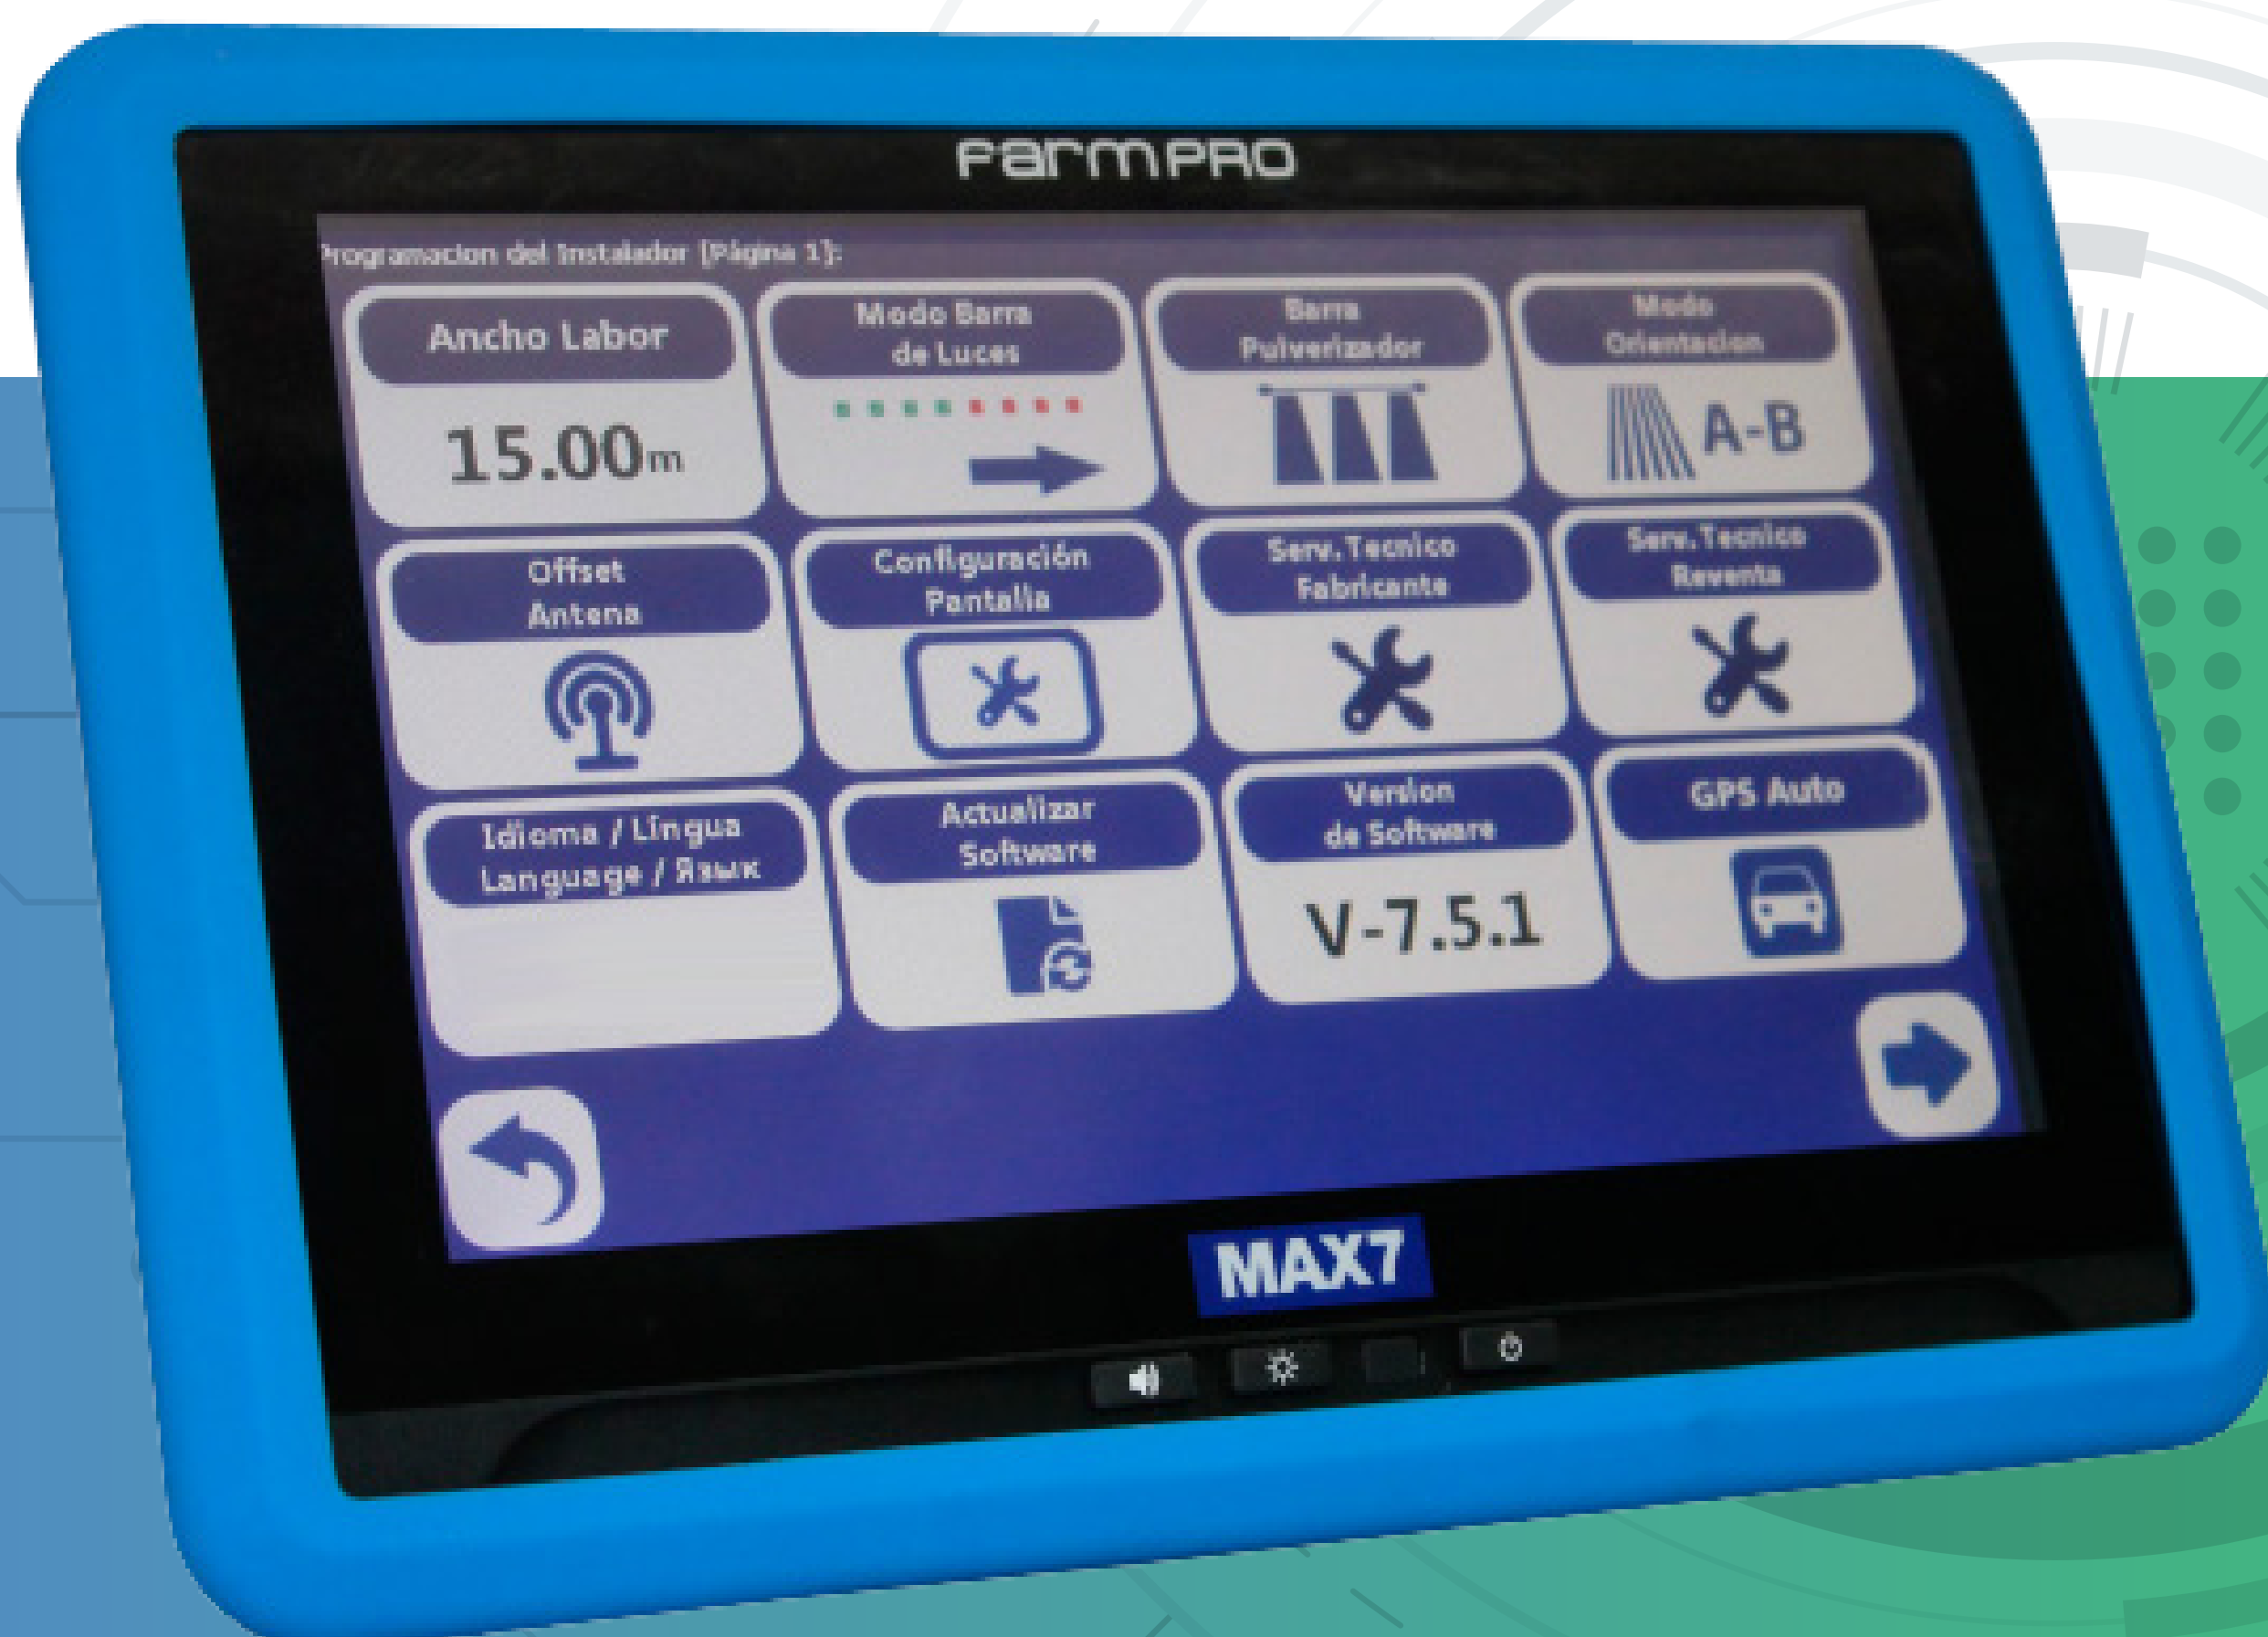 FarmPRO
Programacion del Instalador [Página 1]:
Ancho Labor
15.00m
Modo Barra
de Luces
Barra
Pulverizador
Modo
Orientacion
A-B
Offset
Antena
Configuración
Pantalla
Serv.Tecnico
Fabricante
Serv.Tecnico
Reventa
Idioma / Língua
Language / Язык
Actualizar
Software
Version
de Software
V-7.5.1
GPS Auto
MAX7